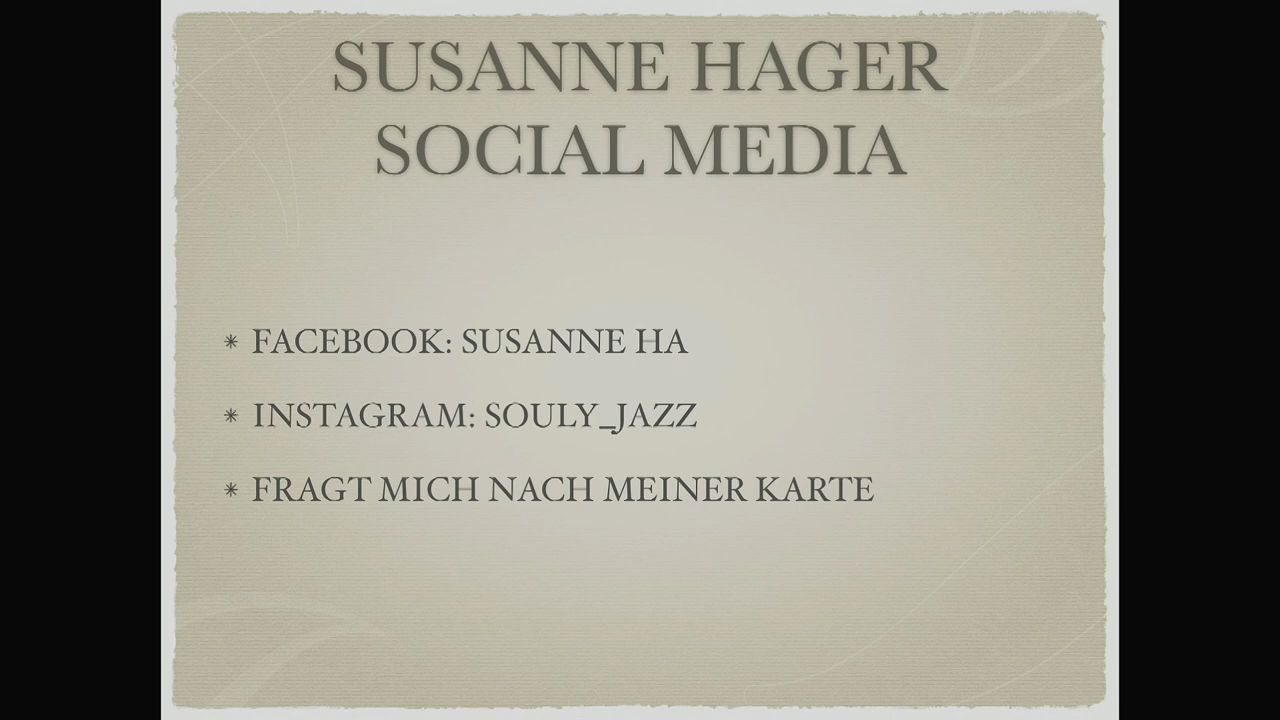 SUSANNE HAGER
SOCIAL MEDIA
* FACEBOOK: SUSANNE HA
* INSTAGRAM: SOULY_JAZZ
* FRAGT MICH NACH MEINER KARTE